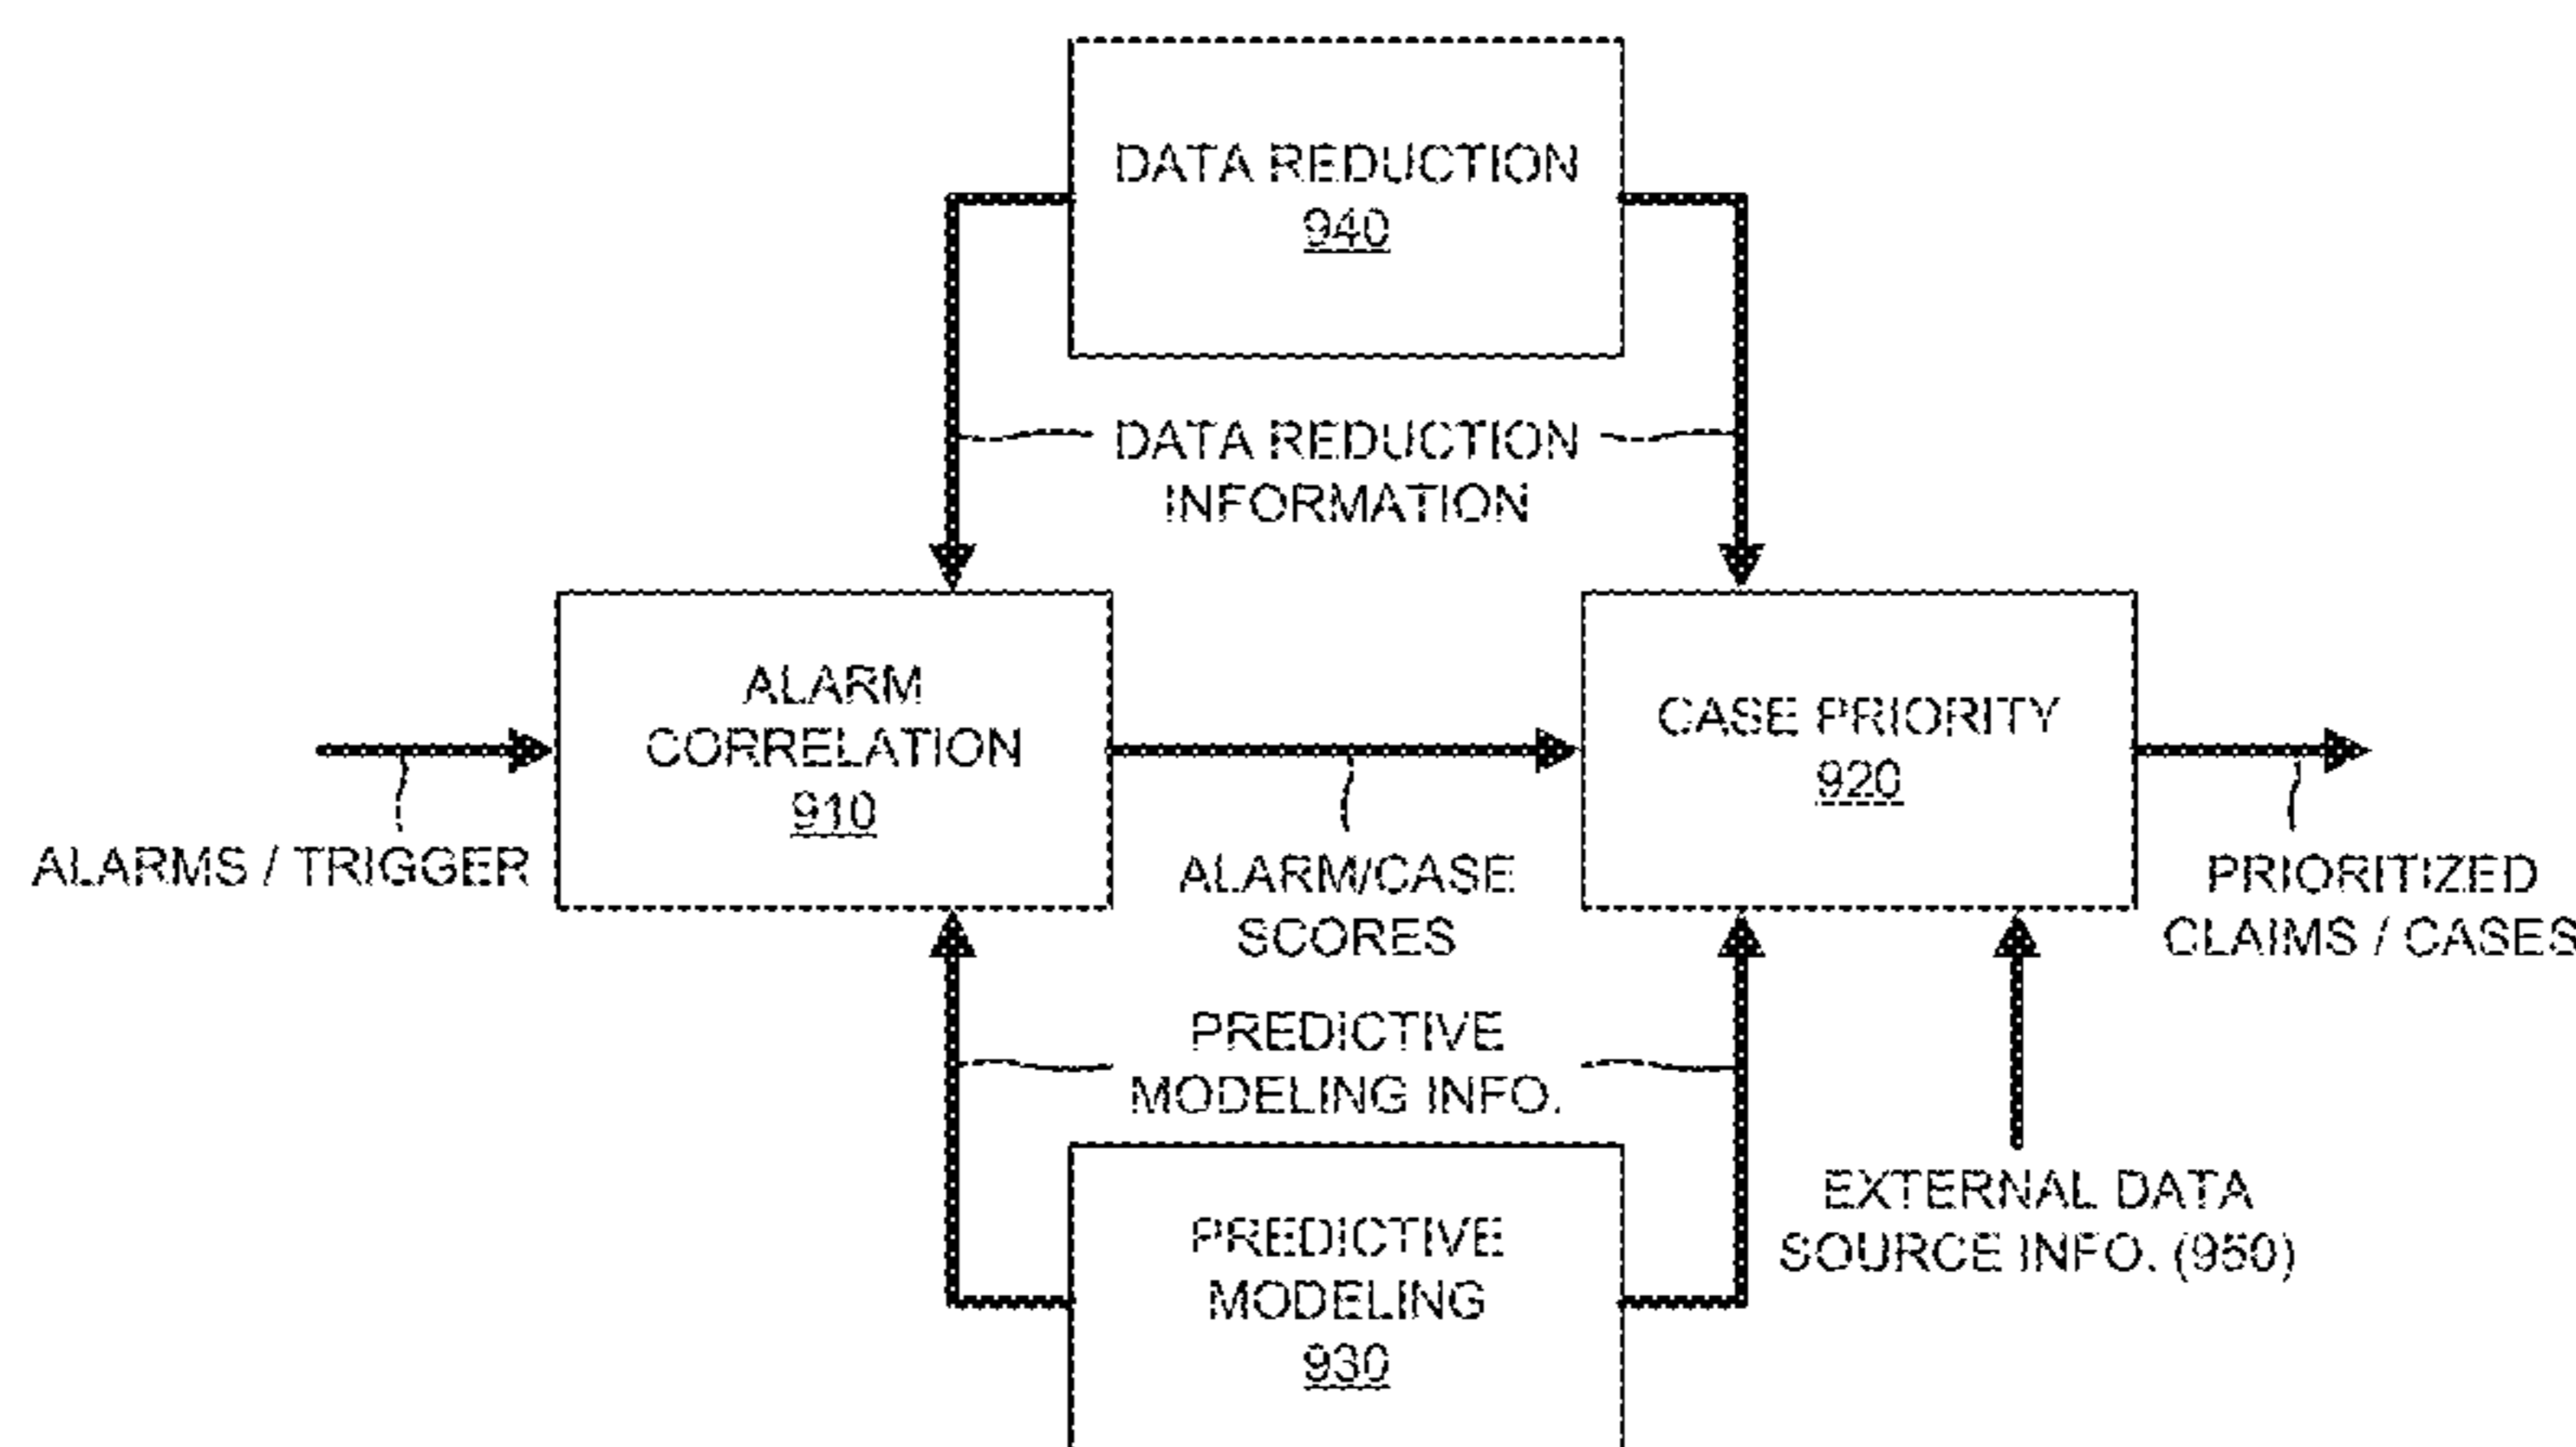 DATA REDUCTION
940
DATA REDUCTION
INFORMATION
ALARM
CORRELATION
910
CASE PRIORITY
920
ALARMS / TRIGGER
ALARM/CASE
SCORES
PRIORITIZED
CLAIMS / CASES
PREDICTIVE
MODELING INFO.
EXTERNAL DATA
SOURCE INFO. (950)
PREDICTIVE
MODELING
930